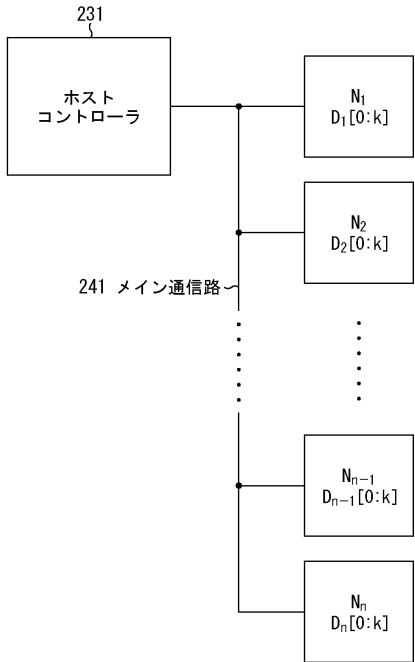 231
ホスト
コントローラ
N₁
D₁[0:k]
N₂
D₂[0:k]
241 メイン通信路
Nₙ₋₁
Dₙ₋₁[0:k]
Nₙ
Dₙ[0:k]